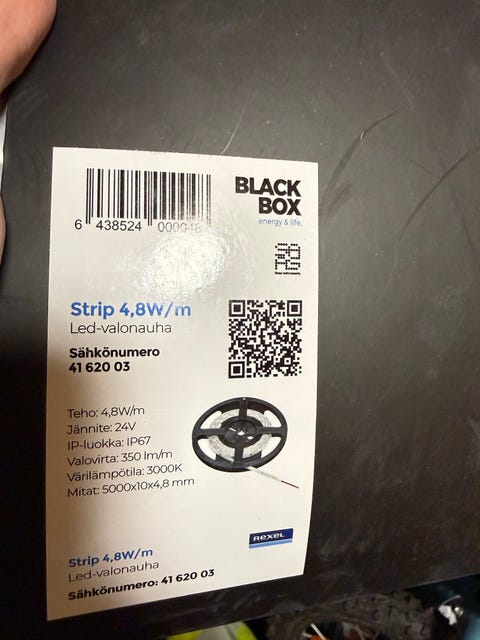 BLACK
BOX
energy & life.
6 438524 000048
Strip 4,8W/m
Led-valonauha
Sähkönumero
41 620 03
Teho: 4,8W/m
Jännite: 24V
IP-luokka: IP67
Valovirta: 350 lm/m
Värilämpötila: 3000K
Mitat: 5000x10x4,8 mm
REXEL
Strip 4,8W/m
Led-valonauha
Sähkönumero: 41 620 03